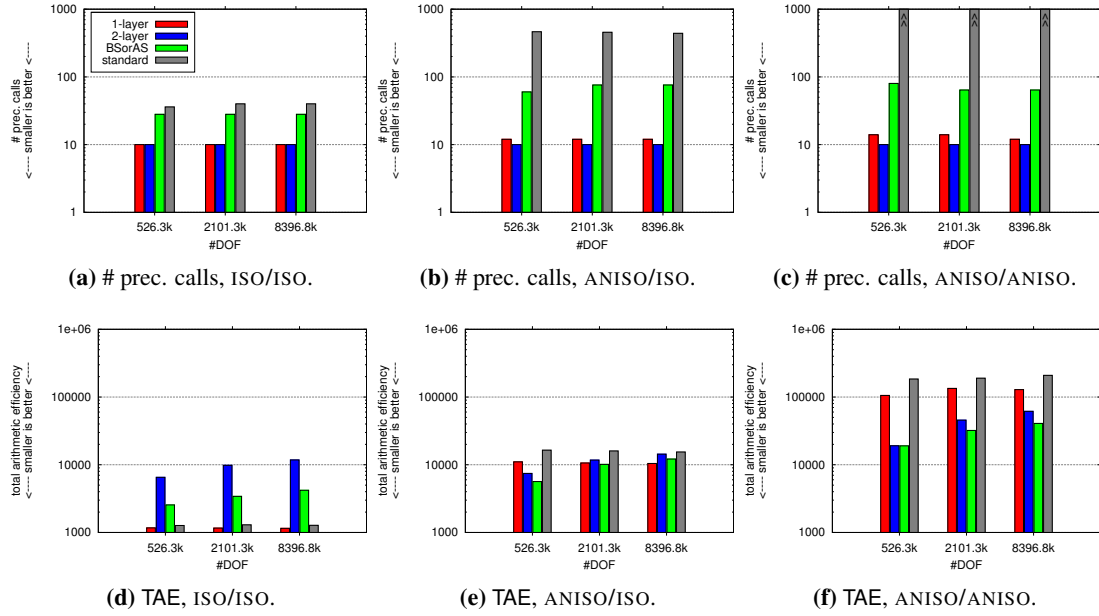 1000
100
10
1
# prec. calls
<---- smaller is better <----
1-layer
2-layer
BSorAS
standard
526.3k 2101.3k 8396.8k
#DOF
(a) # prec. calls, ISO/ISO.
1000
100
10
1
# prec. calls
<---- smaller is better <----
526.3k 2101.3k 8396.8k
#DOF
(b) # prec. calls, ANISO/ISO.
1000
100
10
1
# prec. calls
<---- smaller is better <----
>> >> >>
526.3k 2101.3k 8396.8k
#DOF
(c) # prec. calls, ANISO/ANISO.
1e+06
100000
10000
1000
total arithmetic efficiency
<---- smaller is better <----
526.3k 2101.3k 8396.8k
#DOF
(d) TAE, ISO/ISO.
1e+06
100000
10000
1000
total arithmetic efficiency
<---- smaller is better <----
526.3k 2101.3k 8396.8k
#DOF
(e) TAE, ANISO/ISO.
1e+06
100000
10000
1000
total arithmetic efficiency
<---- smaller is better <----
526.3k 2101.3k 8396.8k
#DOF
(f) TAE, ANISO/ANISO.